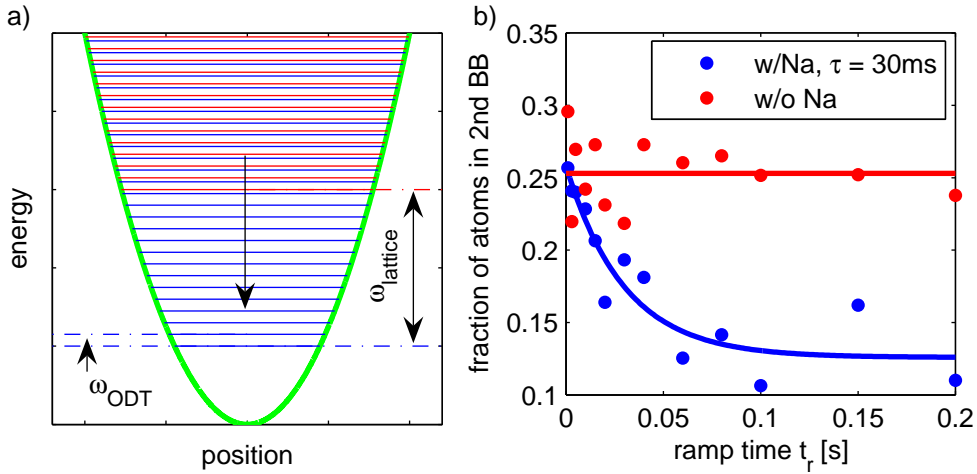 a)
energy
position
ω_ODT
ω_lattice
b)
fraction of atoms in 2nd BB
0.35
0.3
0.25
0.2
0.15
0.1
w/Na, τ = 30ms
w/o Na
0
0.05
0.1
0.15
0.2
ramp time t_r [s]